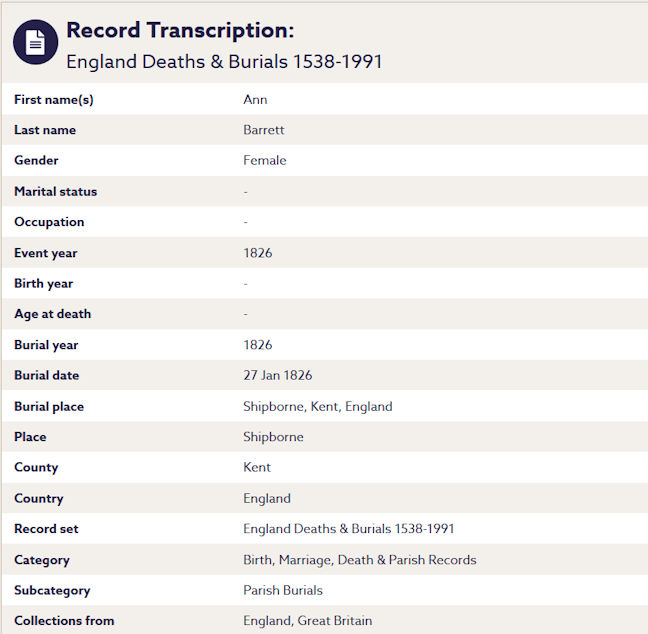 Record Transcription:
England Deaths & Burials 1538-1991
First name(s) Ann
Last name Barrett
Gender Female
Marital status -
Occupation -
Event year 1826
Birth year -
Age at death -
Burial year 1826
Burial date 27 Jan 1826
Burial place Shipborne, Kent, England
Place Shipborne
County Kent
Country England
Record set England Deaths & Burials 1538-1991
Category Birth, Marriage, Death & Parish Records
Subcategory Parish Burials
Collections from England, Great Britain